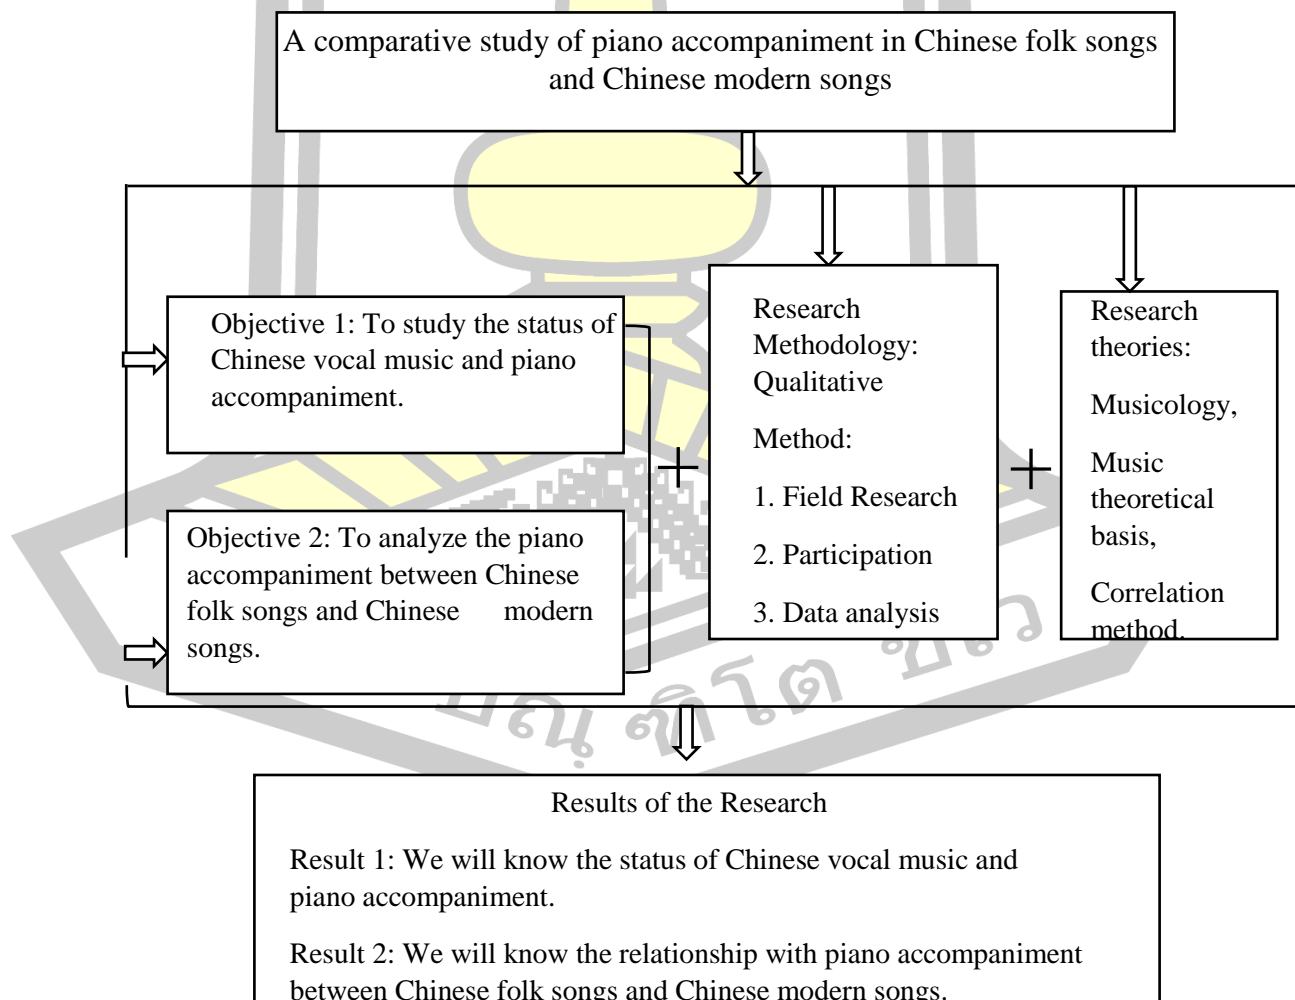 A comparative study of piano accompaniment in Chinese folk songs
and Chinese modern songs
Objective 1: To study the status of
Chinese vocal music and piano
accompaniment.
Objective 2: To analyze the piano
accompaniment between Chinese
folk songs and Chinese modern
songs.
+
Research
Methodology:
Qualitative
Method:
1. Field Research
2. Participation
3. Data analysis
+
Research
theories:
Musicology,
Music
theoretical
basis,
Correlation
method.
Results of the Research
Result 1: We will know the status of Chinese vocal music and
piano accompaniment.
Result 2: We will know the relationship with piano accompaniment
between Chinese folk songs and Chinese modern songs.